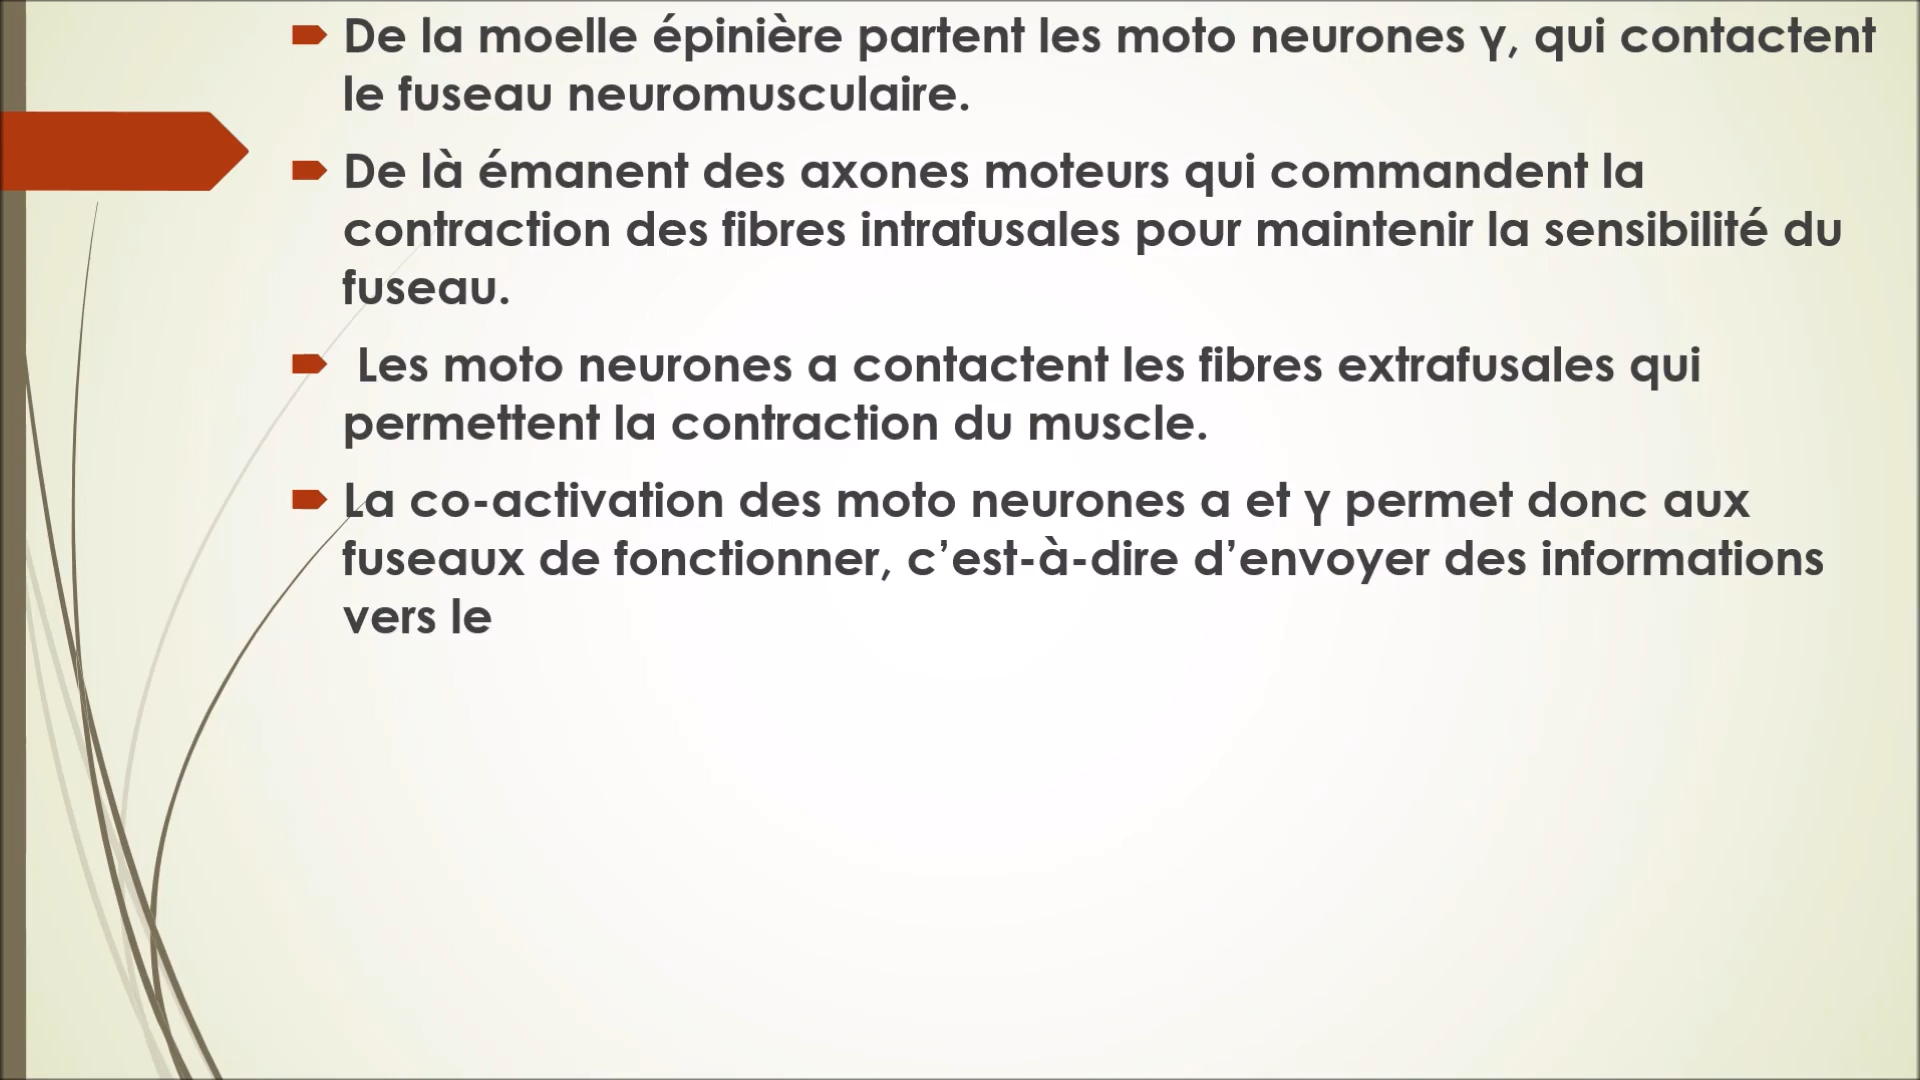 De la moelle épinière partent les moto neurones γ, qui contactent
le fuseau neuromusculaire.
De là émanent des axones moteurs qui commandent la
contraction des fibres intrafusales pour maintenir la sensibilité du
fuseau.
Les moto neurones a contactent les fibres extrafusales qui
permettent la contraction du muscle.
La co-activation des moto neurones a et γ permet donc aux
fuseaux de fonctionner, c’est-à-dire d’envoyer des informations
vers le